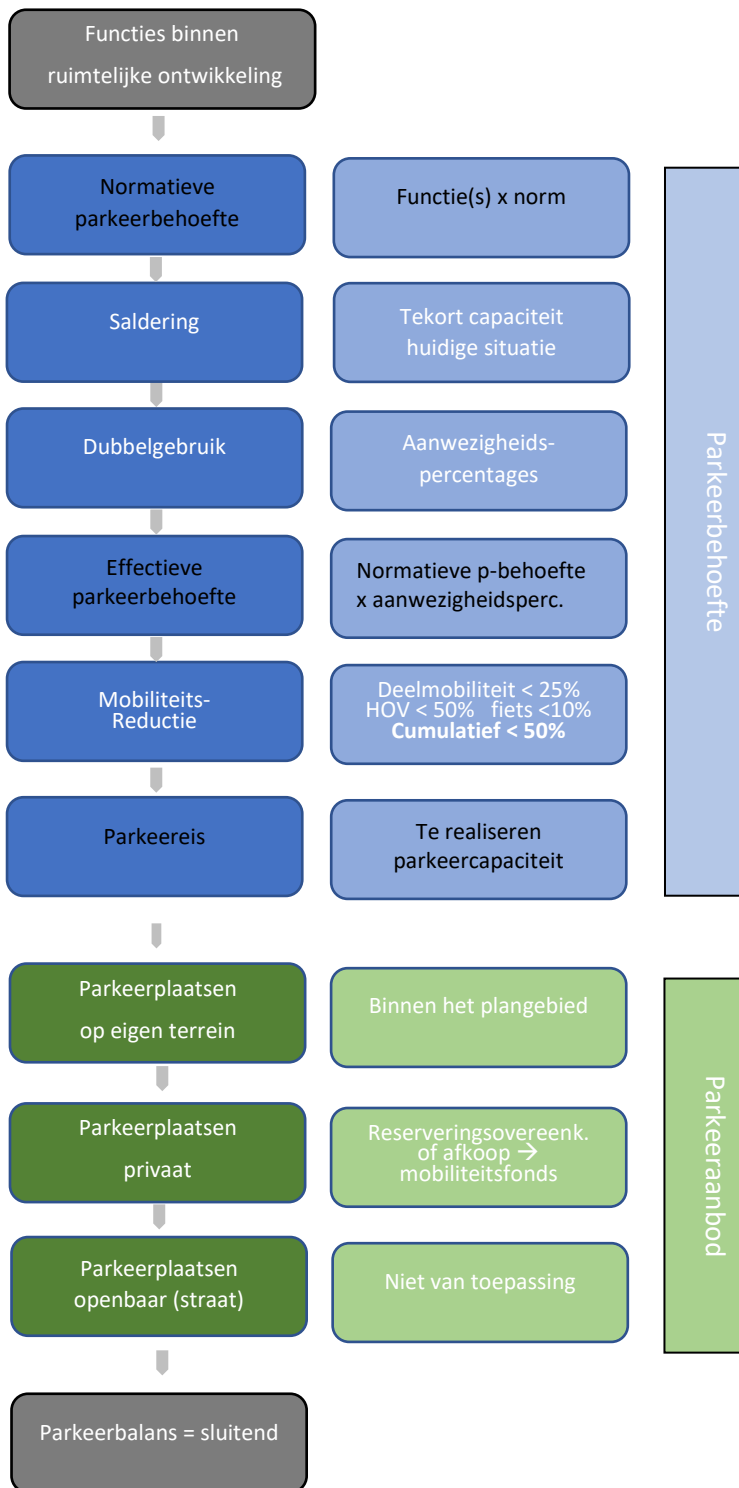 Functies binnen
ruimtelijke ontwikkeling
Normatieve
parkeerbehoefte
Functie(s) x norm
Saldering
Tekort capaciteit
huidige situatie
Dubbelgebruik
Aanwezigheids-
percentages
Effectieve
parkeerbehoefte
Normatieve p-behoefte
x aanwezigheidsperc.
Mobiliteits-
Reductie
Deelmobiliteit < 25%
HOV < 50% fiets <10%
Cumulatief < 50%
Parkeereis
Te realiseren
parkeercapaciteit
Parkeerbehoefte
Parkeerplaatsen
op eigen terrein
Binnen het plangebied
Parkeerplaatsen
privaat
Reserveringsovereenk.
of afkoop →
mobiliteitsfonds
Parkeerplaatsen
openbaar (straat)
Niet van toepassing
Parkeeraanbod
Parkeerbalans = sluitend